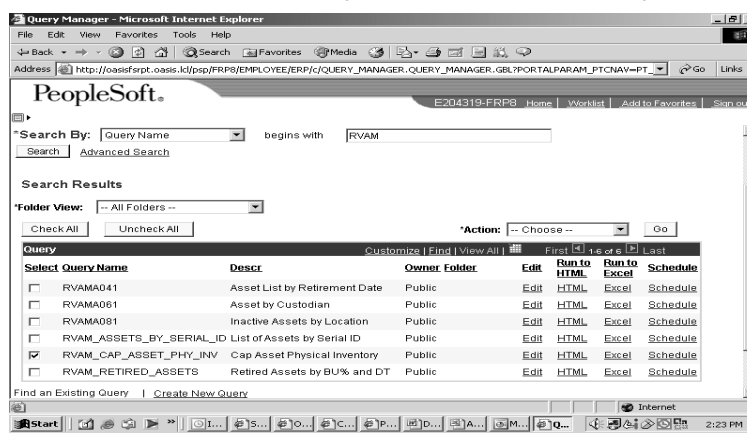 Query Manager - Microsoft Internet Explorer
File Edit View Favorites Tools Help
Back Search Favorites Media
Address http://oasisfsrpt.oasis.lcl/psp/FRP8/EMPLOYEE/ERP/c/QUERY_MANAGER.QUERY_MANAGER.GBL?PORTALPARAM_PTCNAV=PT_ Go Links
PeopleSoft.
E204319-FRP8 Home | Worklist | Add to Favorites | Sign ou
*Search By: Query Name begins with RVAM
Search Advanced Search
Search Results
*Folder View: -- All Folders --
Check All Uncheck All *Action: -- Choose -- Go
Query Customize | Find | View All | First 1-6 of 6 Last
Select Query Name Descr Owner Folder Edit Run to HTML Run to Excel Schedule
RVAMA041 Asset List by Retirement Date Public Edit HTML Excel Schedule
RVAMA061 Asset by Custodian Public Edit HTML Excel Schedule
RVAMA081 Inactive Assets by Location Public Edit HTML Excel Schedule
RVAM_ASSETS_BY_SERIAL_ID List of Assets by Serial ID Public Edit HTML Excel Schedule
RVAM_CAP_ASSET_PHY_INV Cap Asset Physical Inventory Public Edit HTML Excel Schedule
RVAM_RETIRED_ASSETS Retired Assets by BU% and DT Public Edit HTML Excel Schedule
Find an Existing Query | Create New Query
Internet
Start I... S... O... C... P... D... A... M... Q... 2:23 PM